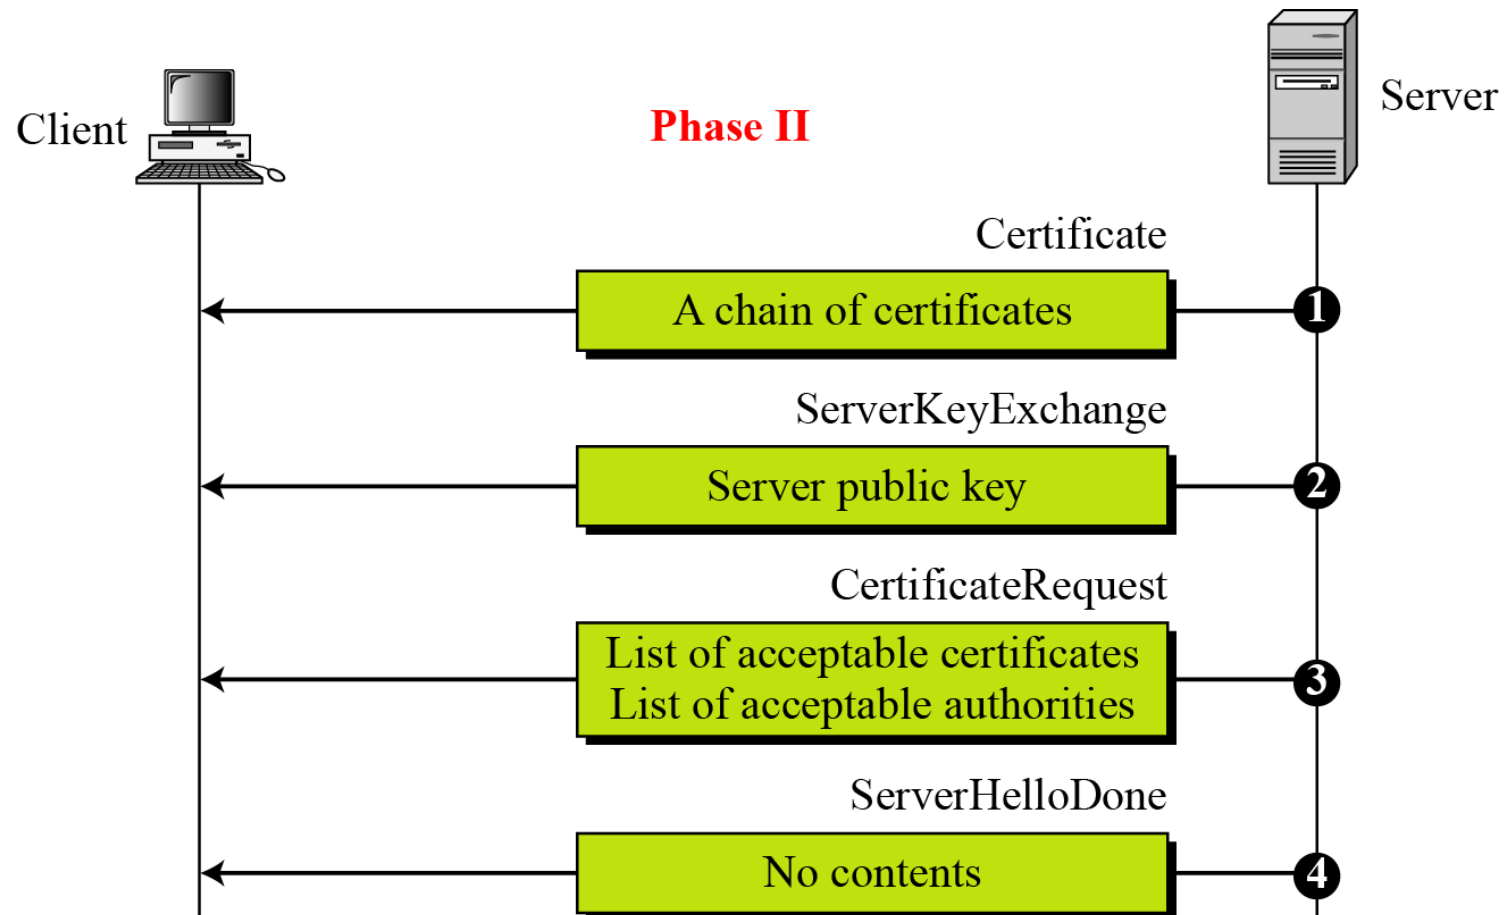 Client
Phase II
Server
Certificate
A chain of certificates
1
ServerKeyExchange
Server public key
2
CertificateRequest
List of acceptable certificates
List of acceptable authorities
3
ServerHelloDone
No contents
4